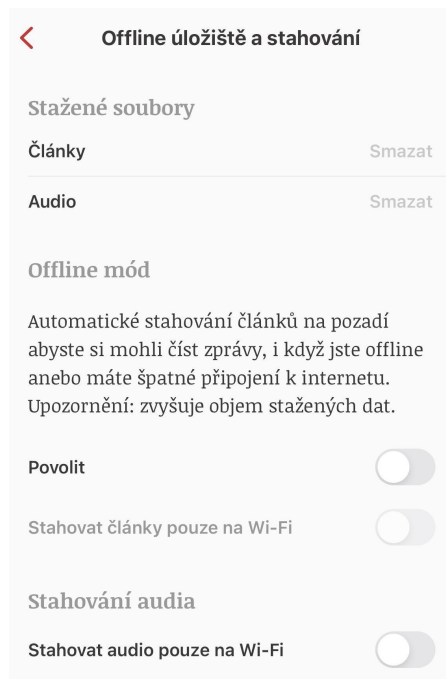 Offline úložiště a stahování
Stažené soubory
Články Smazat
Audio Smazat
Offline mód
Automatické stahování článků na pozadí
abyste si mohli číst zprávy, i když jste offline
anebo máte špatné připojení k internetu.
Upozornění: zvyšuje objem stažených dat.
Povolit
Stahovat články pouze na Wi-Fi
Stahování audia
Stahovat audio pouze na Wi-Fi